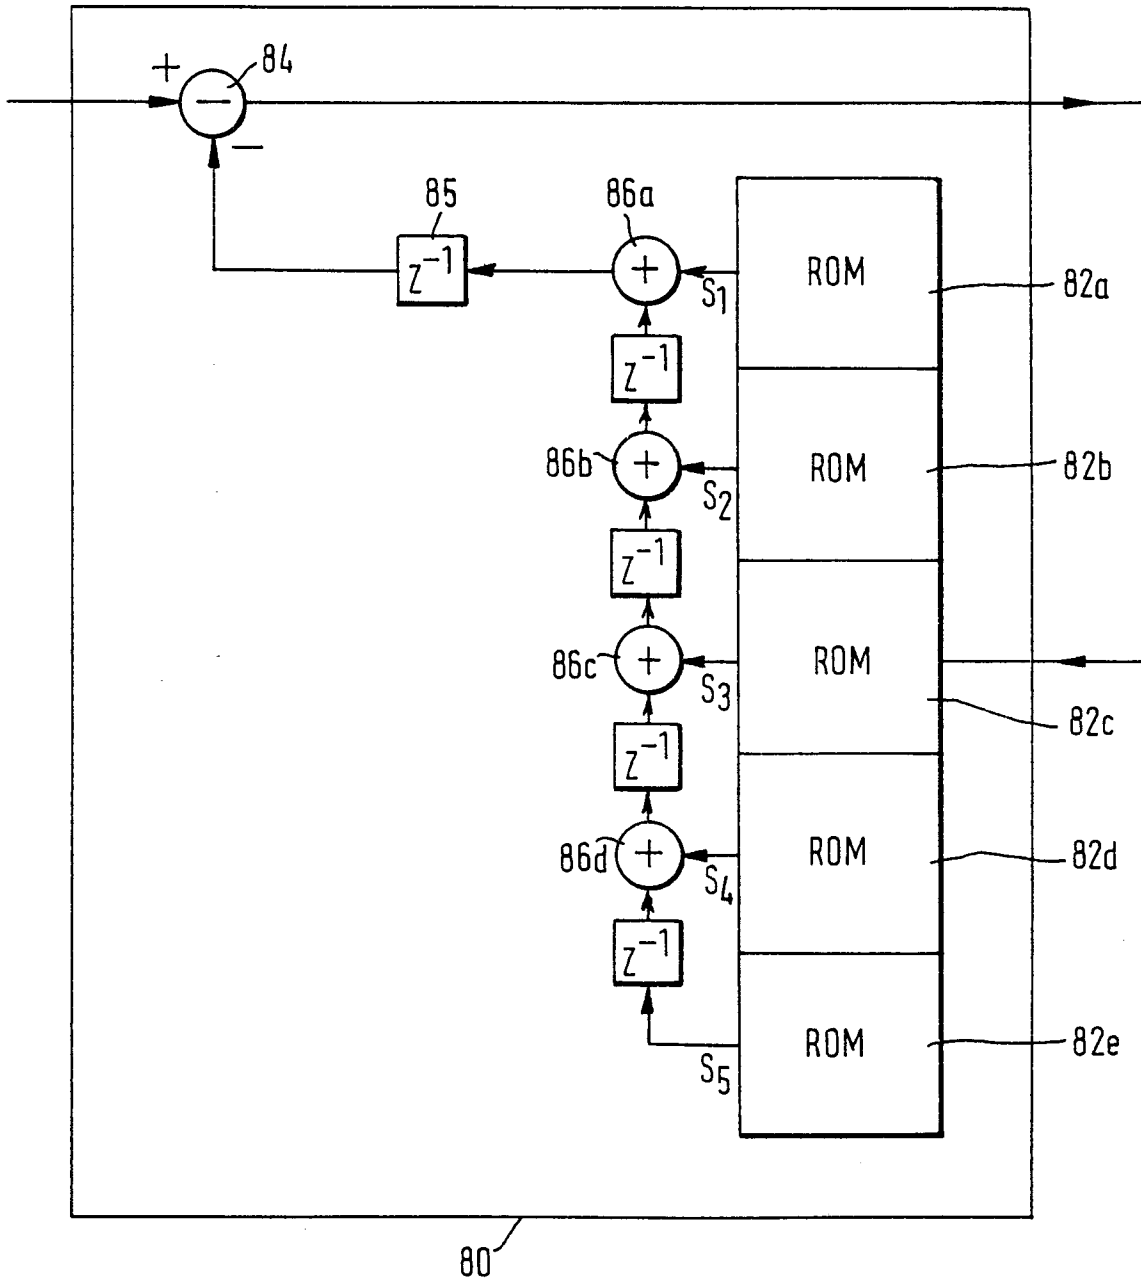 + 84
−
−
85 86a
Z⁻¹ + S₁ ROM 82a
Z⁻¹
86b + S₂ ROM 82b
Z⁻¹
86c + S₃ ROM 82c
Z⁻¹
86d + S₄ ROM 82d
Z⁻¹
S₅ ROM 82e
80